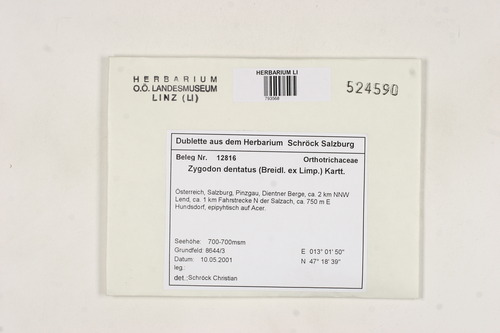 HERBARIUM
O.Ö. LANDESMUSEUM
LINZ (LI)
HERBARIUM LI
793568
524590
Dublette aus dem Herbarium Schröck Salzburg
Beleg Nr. 12816 Orthotrichaceae
Zygodon dentatus (Breidl. ex Limp.) Kartt.
Österreich, Salzburg, Pinzgau, Dientner Berge, ca. 2 km NNW
Lend, ca. 1 km Fahrstrecke N der Salzach, ca. 750 m E
Hundsdorf, epipyhtisch auf Acer.
Seehöhe: 700-700msm E 013° 01' 50"
Grundfeld: 8644/3 N 47° 18' 39"
Datum: 10.05.2001
leg.:
det.: Schröck Christian